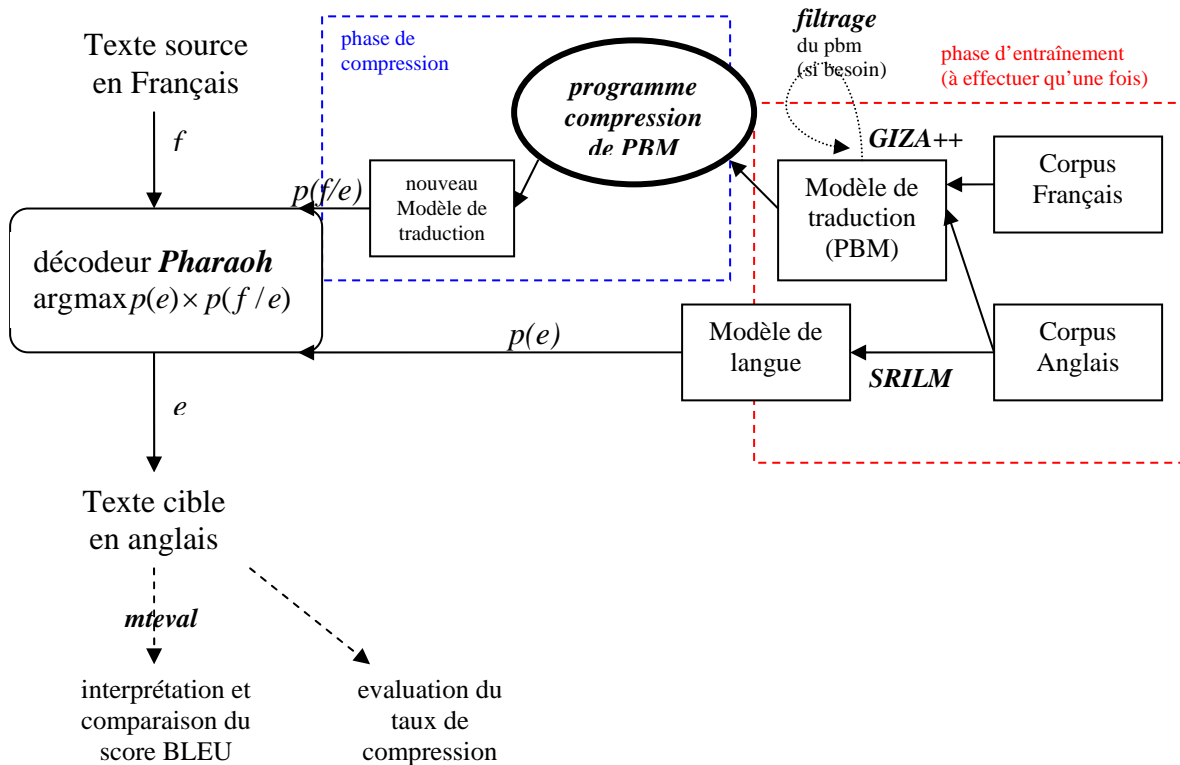 Texte source
en Français
f
phase de
compression
programme
compression
de PBM
filtrage
du pbm
(si besoin)
phase d’entraînement
(à effectuer qu’une fois)
GIZA++
Corpus
Français
Modèle de
traduction
(PBM)
nouveau
Modèle de
traduction
p(f/e)
décodeur Pharaoh
argmax p(e) × p(f / e)
p(e)
Modèle de
langue
SRILM
Corpus
Anglais
e
Texte cible
en anglais
mteval
interprétation et
comparaison du
score BLEU
evaluation du
taux de
compression